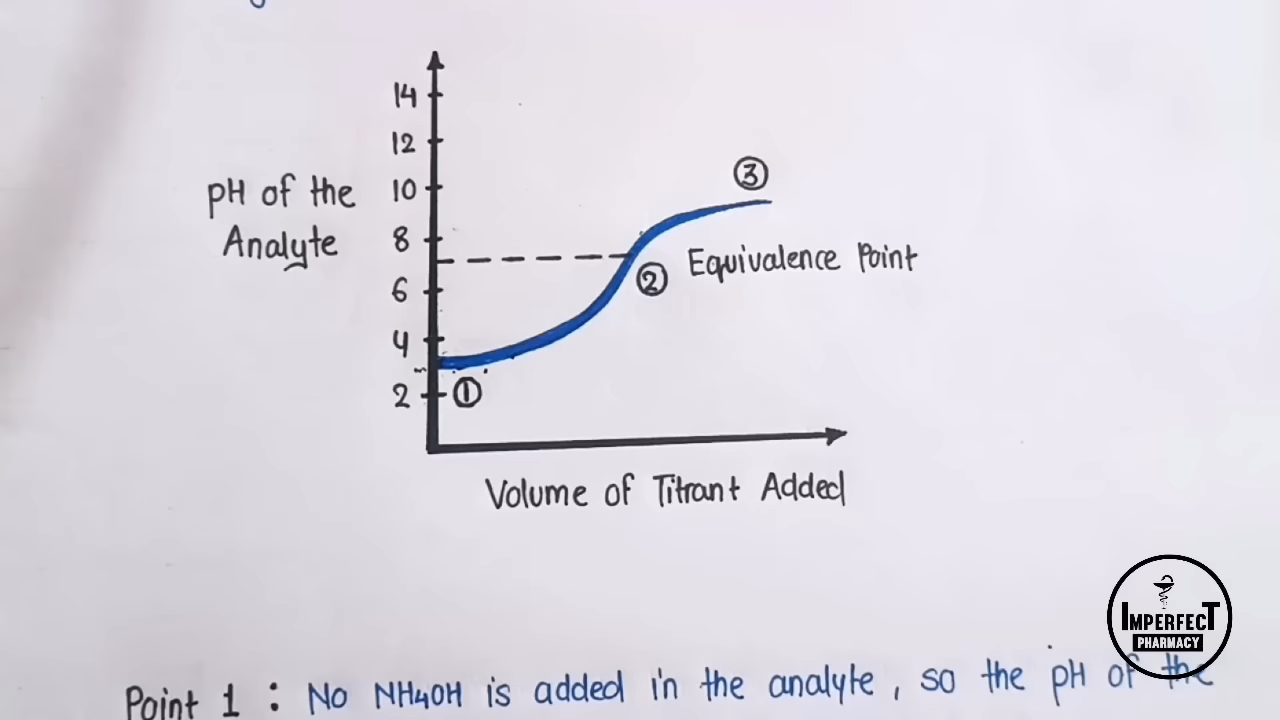 14
12
10
8
6
4
2
pH of the
Analyte
③
②
Equivalence Point
①
Volume of Titrant Added
Point 1 : No NH4OH is added in the analyte, so the pH of the
IMPERFECT
PHARMACY